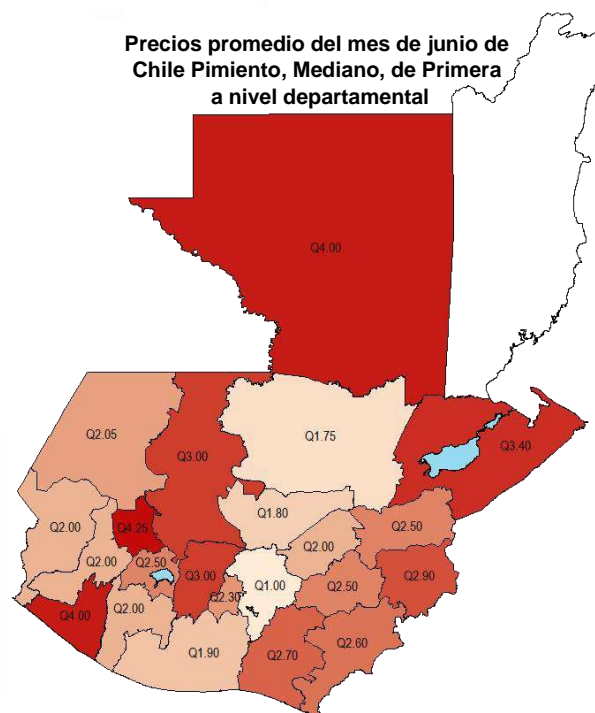 Precios promedio del mes de junio de
Chile Pimiento, Mediano, de Primera
a nivel departamental
Q4.00
Q2.05
Q3.00
Q1.75
Q3.40
Q1.80
Q2.00
Q4.25
Q2.50
Q2.00
Q2.00
Q2.50
Q3.00
Q1.00
Q2.50
Q2.90
Q2.30
Q4.00
Q2.00
Q1.90
Q2.70
Q2.60